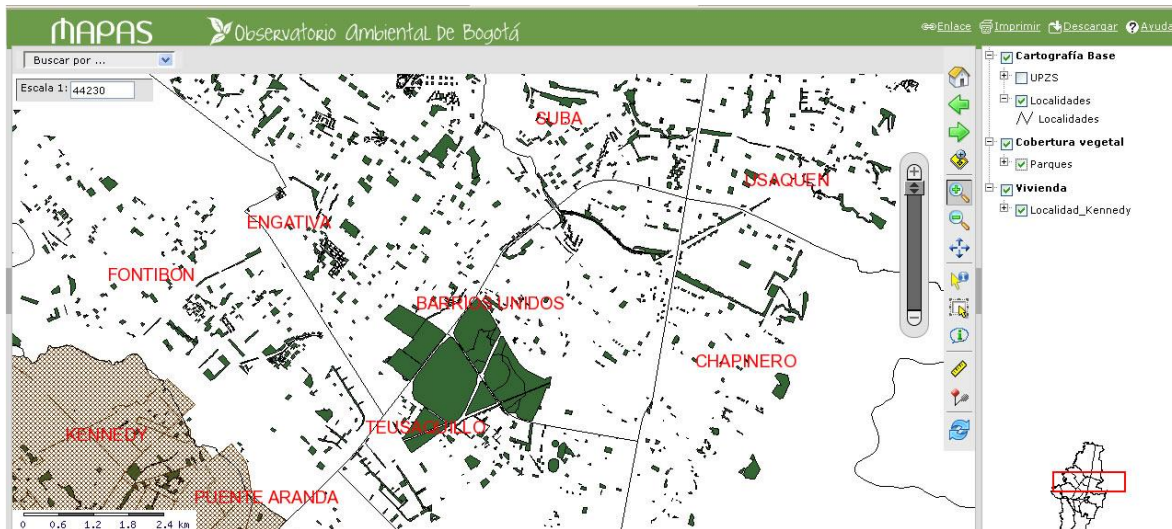 MAPAS Observatorio Ambiental De Bogotá
Enlace Imprimir Descargar Ayuda
Buscar por ...
Escala 1: 44230
SUBA
USAQUEN
ENGATIVA
FONTIBON
BARRIOS UNIDOS
CHAPINERO
TEUSAQUILLO
KENNEDY
PUENTE ARANDA
0 0.6 1.2 1.8 2.4 km
Cartografía Base
UPZS
Localidades
Localidades
Cobertura vegetal
Parques
Vivienda
Localidad_Kennedy